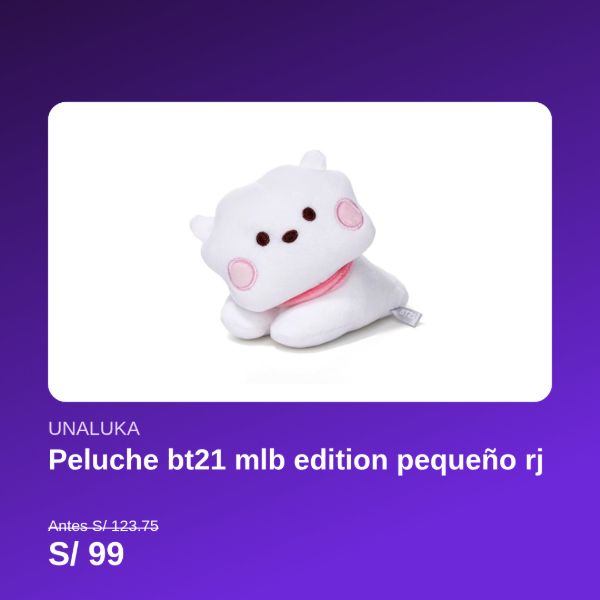 UNALUKA
Peluche bt21 mlb edition pequeño rj
Antes S/ 123.75
S/ 99